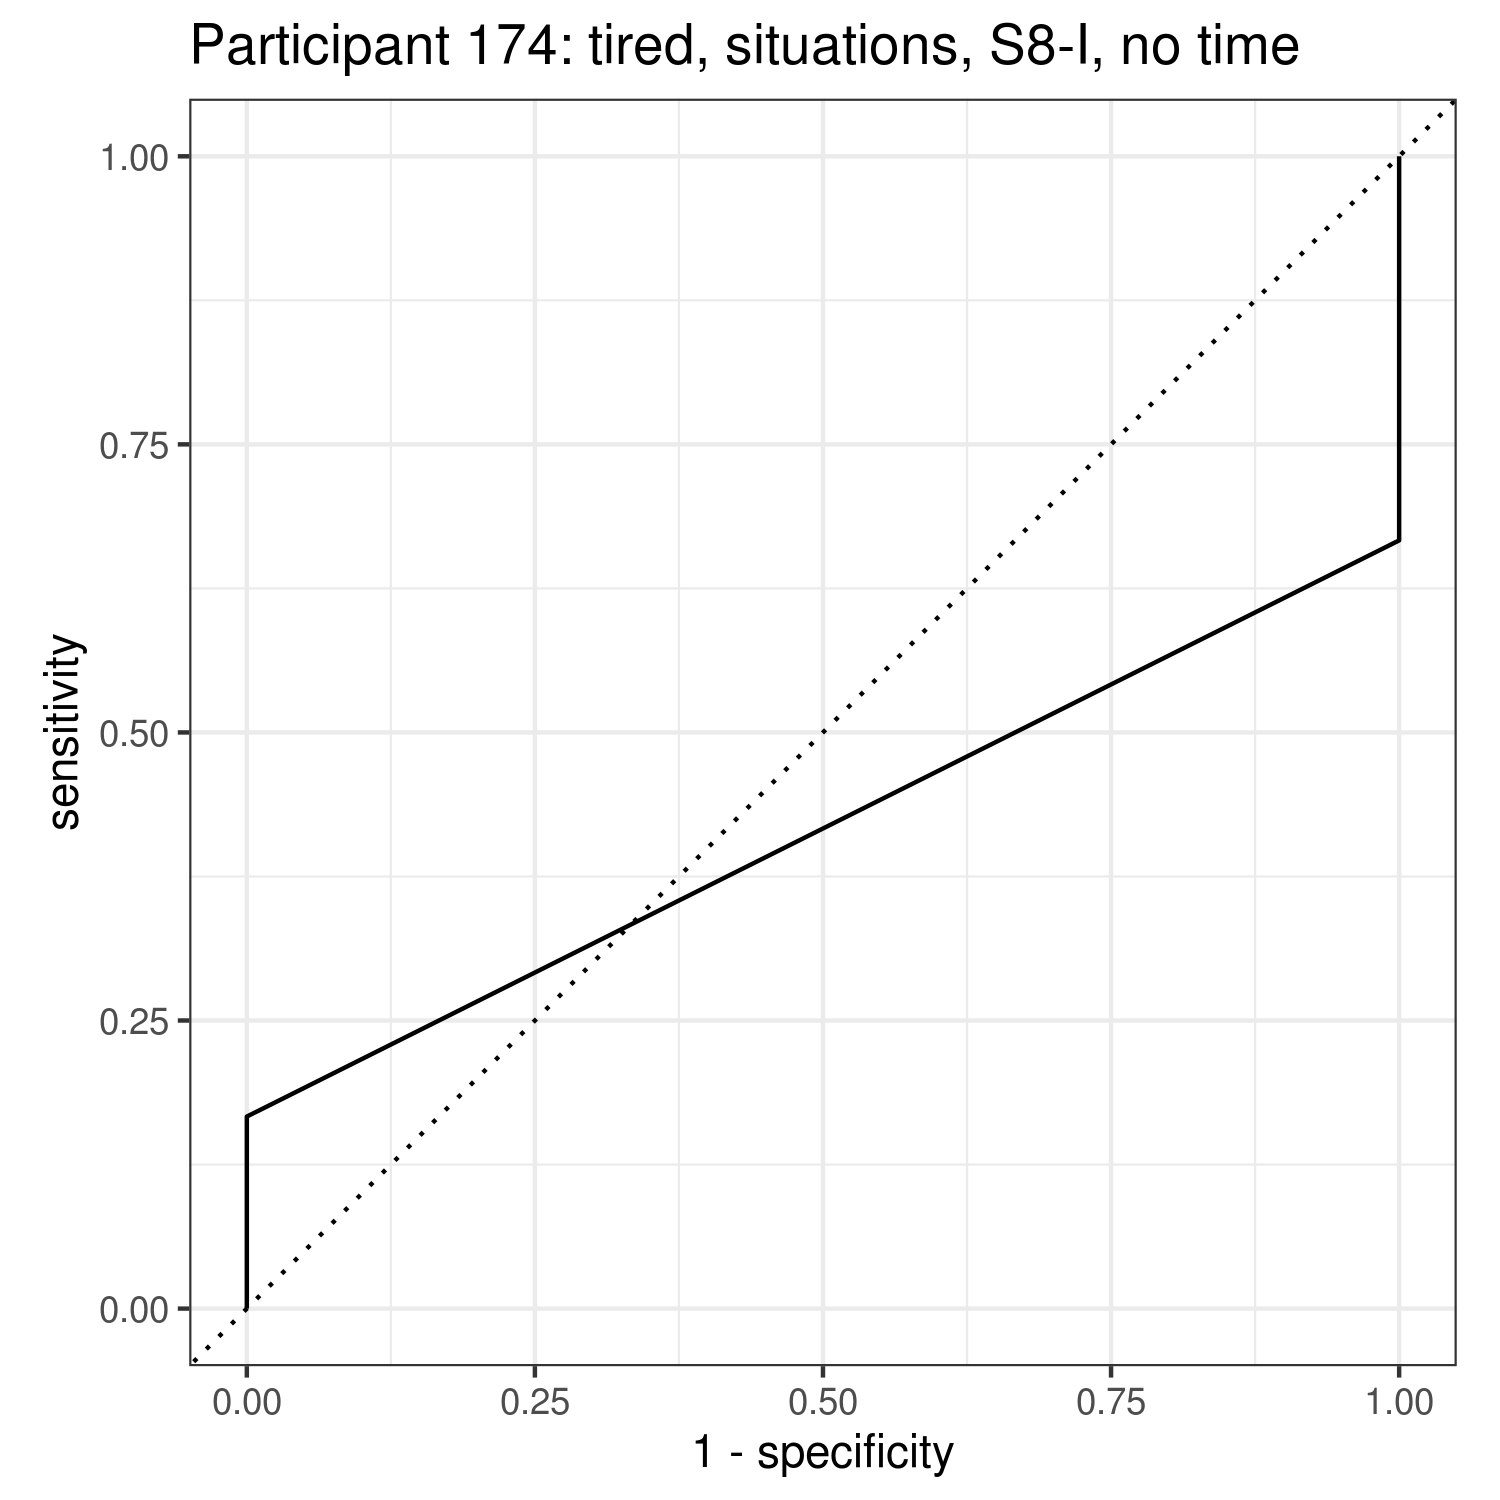 Participant 174: tired, situations, S8-I, no time
1.00
0.75
0.50
0.25
0.00
sensitivity
0.00 0.25 0.50 0.75 1.00
1 - specificity